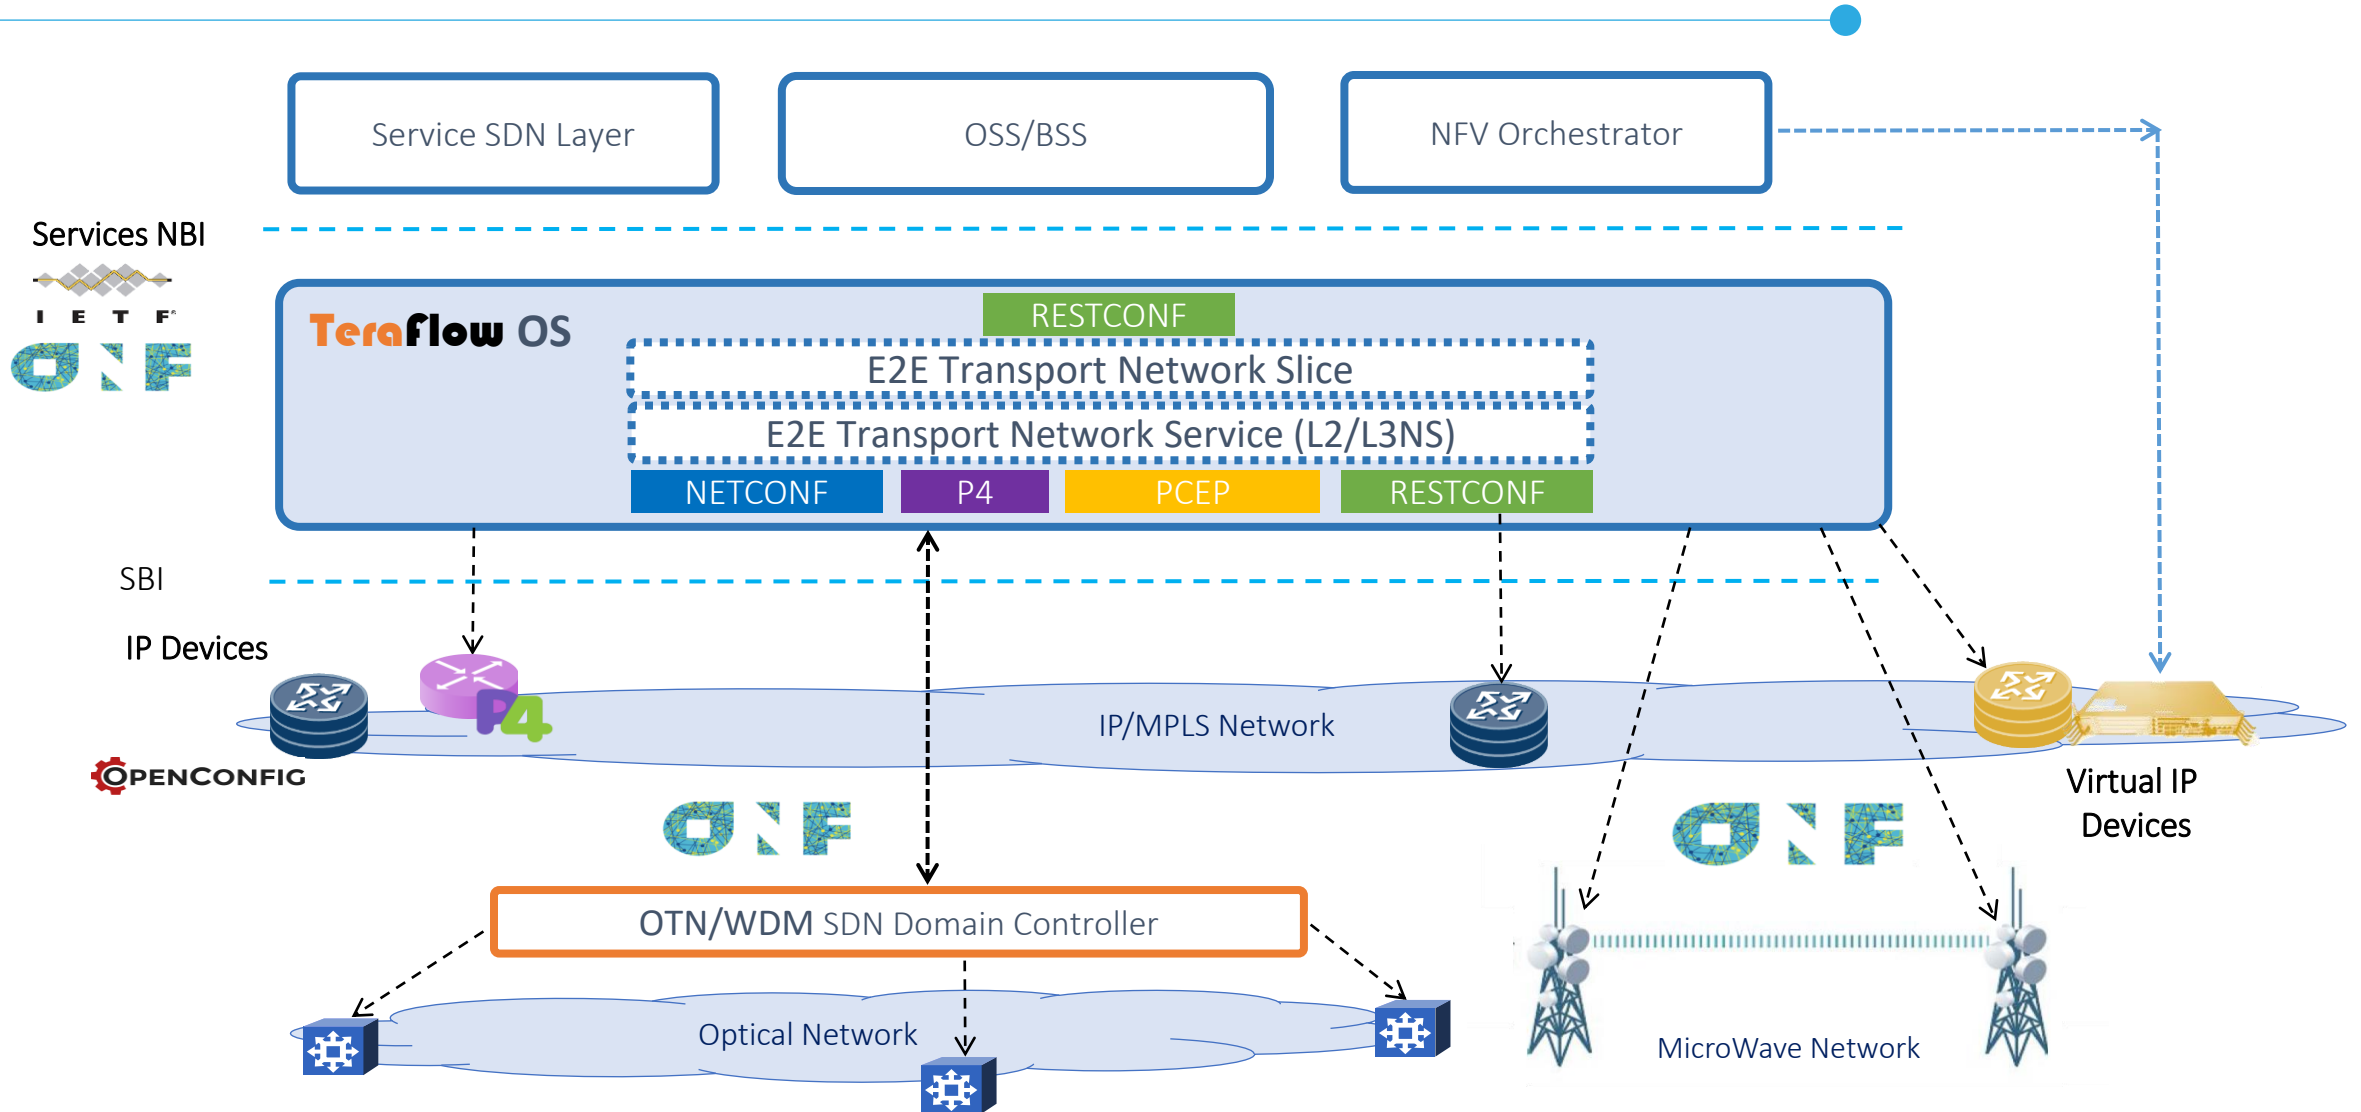 Service SDN Layer
OSS/BSS
NFV Orchestrator
Services NBI
I E T F®
ONF
TeraFlow OS
RESTCONF
E2E Transport Network Slice
E2E Transport Network Service (L2/L3NS)
NETCONF
P4
PCEP
RESTCONF
SBI
IP Devices
P4
IP/MPLS Network
OPENCONFIG
Virtual IP
Devices
ONF
ONF
OTN/WDM SDN Domain Controller
Optical Network
MicroWave Network